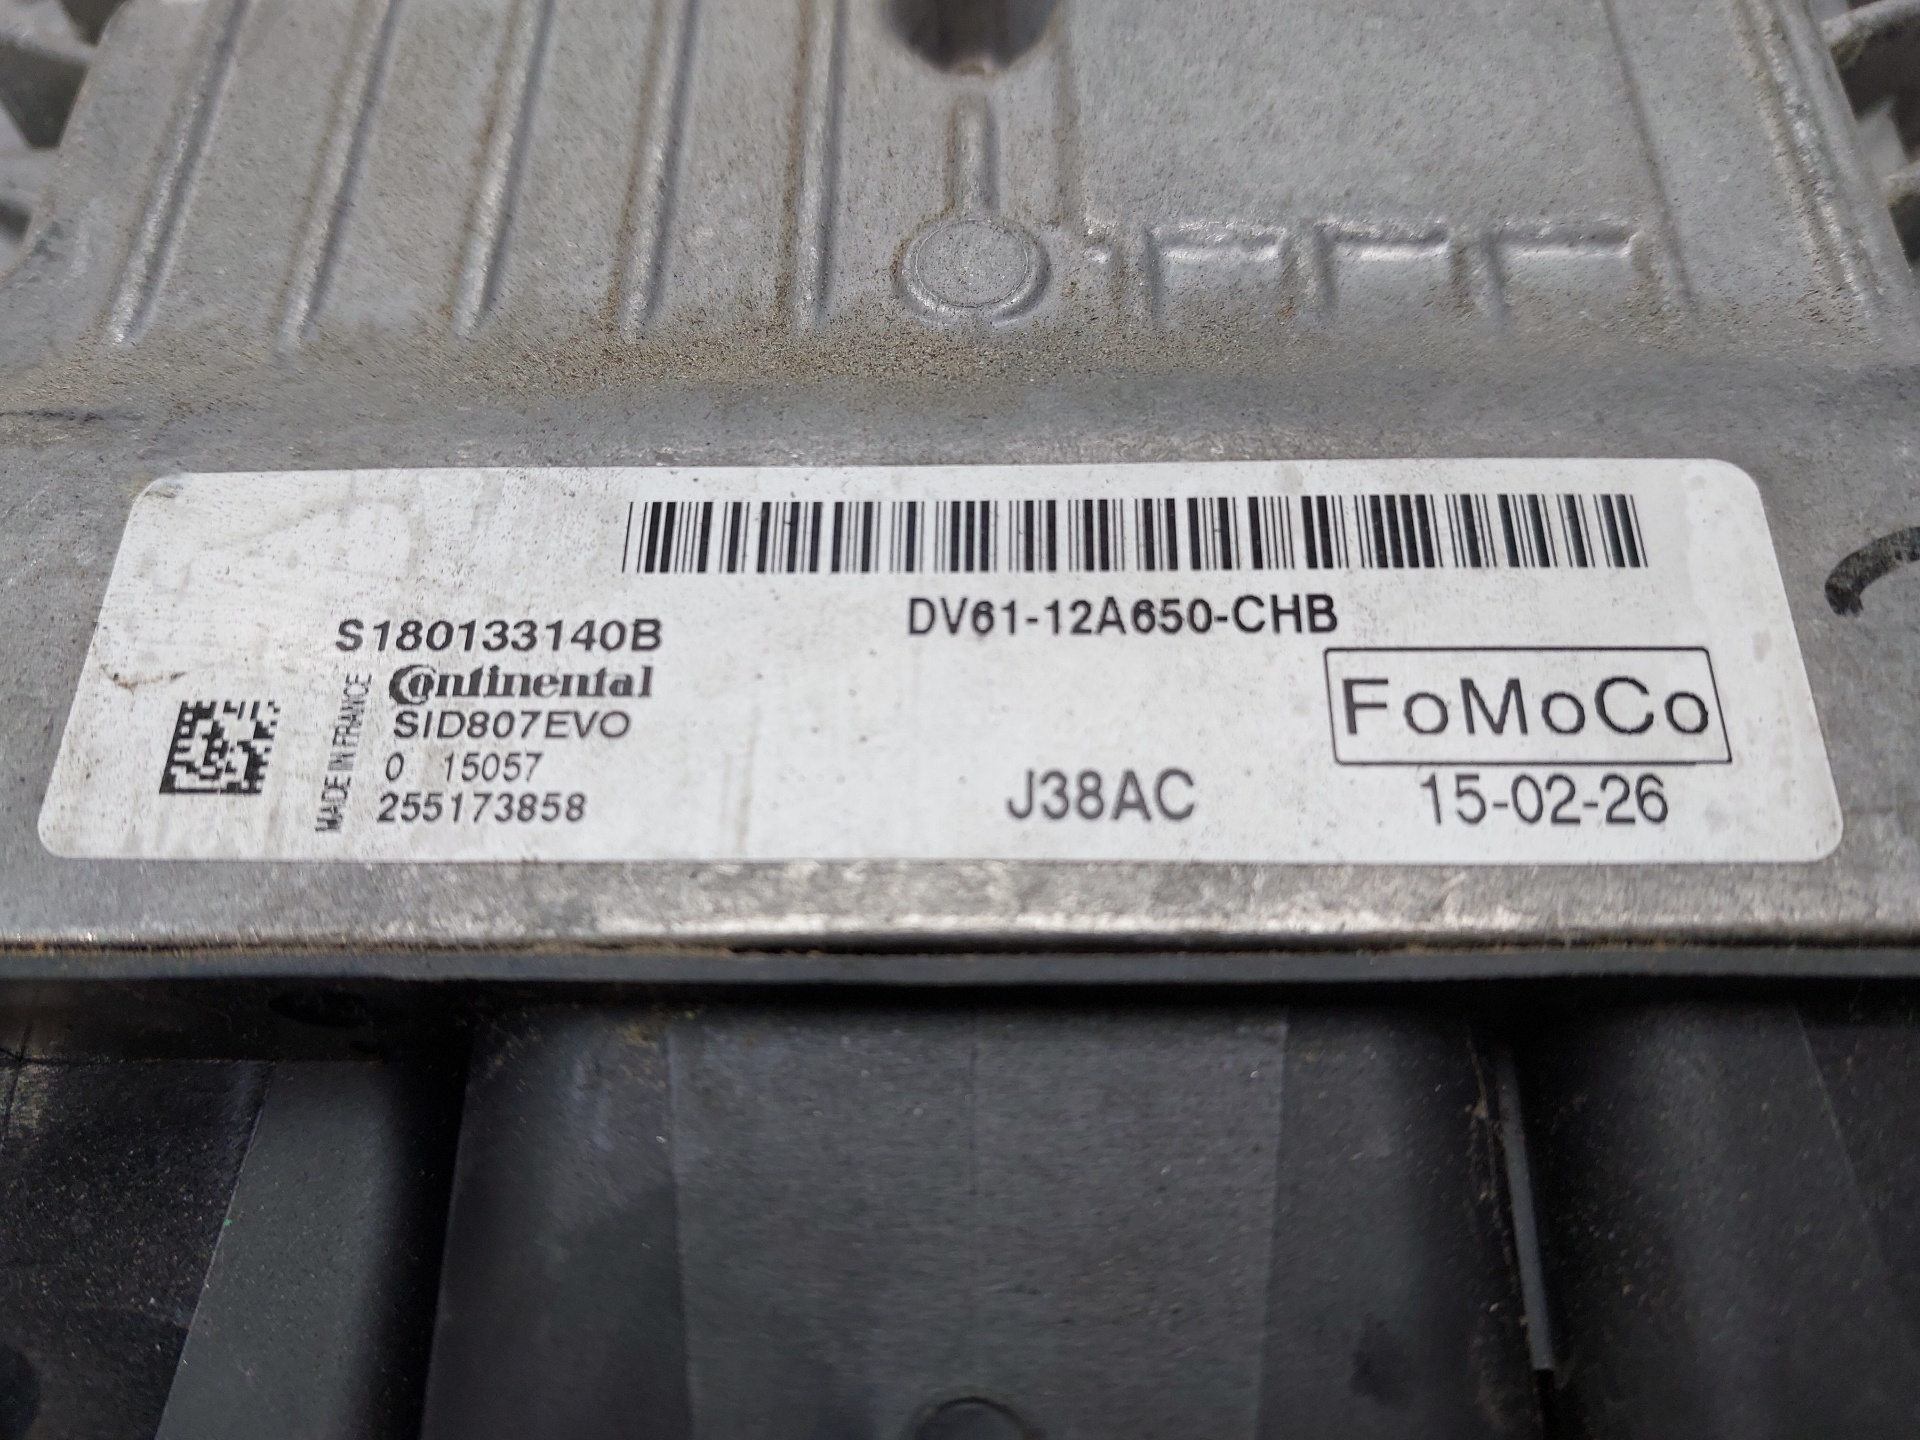 DV61-12A650-CHB
S180133140B
Continental
SID807EVO
0 15057
255173858
MADE IN FRANCE
FoMoCo
J38AC
15-02-26